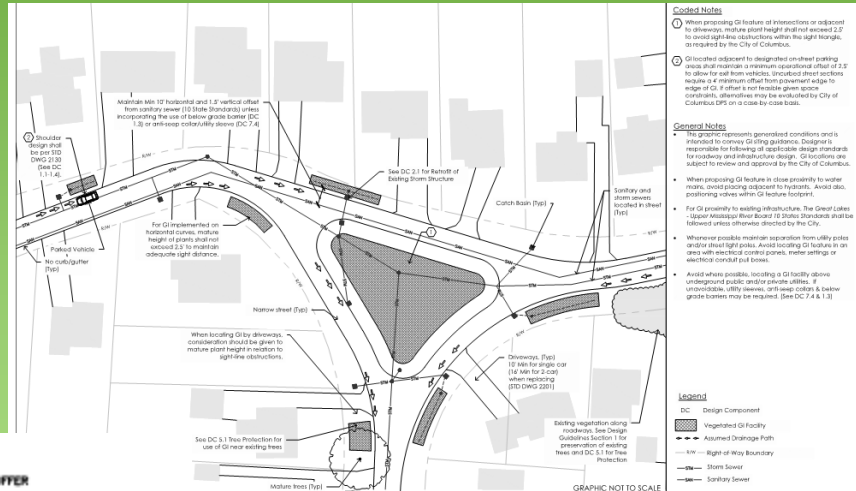 Coded Notes
1 When proposing GI feature at intersections or adjacent
to driveways, mature plant height shall not exceed 2.5'
to avoid sight-line obstructions within the sight triangle,
as required by the City of Columbus.
2 GI located adjacent to designated on-street parking
areas shall maintain a minimum operational offset of 2.5'
to allow for exit from vehicles. Uncurbed street sections
require a 4' minimum offset from pavement edge to
edge of GI. If offset is not feasible given space
constraints, alternatives may be evaluated by City of
Columbus DPS on a case-by-case basis.
General Notes
• This graphic represents generalized conditions and is
intended to convey GI siting guidance. Designer is
responsible for following all applicable design standards
for roadway and infrastructure design. GI locations are
subject to review and approval by the City of Columbus.
• When proposing GI feature in close proximity to water
mains, avoid placing adjacent to hydrants. Avoid also,
positioning valves within GI feature footprint.
• For GI proximity to existing infrastructure, The Great Lakes
- Upper Mississippi River Board 10 States Standards shall be
followed unless otherwise directed by the City.
• Whenever possible maintain separation from utility poles
and/or street light poles. Avoid locating GI feature in an
area with electrical control panels, meter settings or
electrical conduit pull boxes.
• Avoid where possible, locating a GI facility above
underground public and/or private utilities. If
unavoidable, utility sleeves, anti-seep collars & below
grade barriers may be required. (See DC 7.4 & 1.3)
Legend
DC Design Component
Vegetated GI Facility
Assumed Drainage Path
R/W Right-of-Way Boundary
STM Storm Sewer
SAN Sanitary Sewer
Maintain Min 10' horizontal and 1.5' vertical offset
from sanitary sewer (10 State Standards) unless
incorporating the use of below grade barrier (DC
1.3) or anti-seep collar/utility sleeve (DC 7.4)
2 Shoulder
design shall
be per STD
DWG 2130
(See DC
1.1-1.4).
See DC 2.1 for Retrofit of
Existing Storm Structure
Catch Basin (Typ)
Sanitary and
storm sewers
located in street
(Typ)
1
Parked Vehicle
No curb/gutter
(Typ)
For GI implemented on
horizontal curves, mature
height of plants shall not
exceed 2.5' to maintain
adequate sight distance.
Narrow street (Typ)
When locating GI by driveways,
consideration should be given to
mature plant height in relation to
sight-line obstructions.
Driveways, (Typ)
10' Min for single car
(16' Min for 2-car)
when replacing
(STD DWG 2201)
See DC 5.1 Tree Protection for
use of GI near existing trees
Mature Trees (Typ)
Existing vegetation along
roadways. See Design
Guidelines Section 1 for
preservation of existing
trees and DC 5.1 for Tree
Protection
GRAPHIC NOT TO SCALE